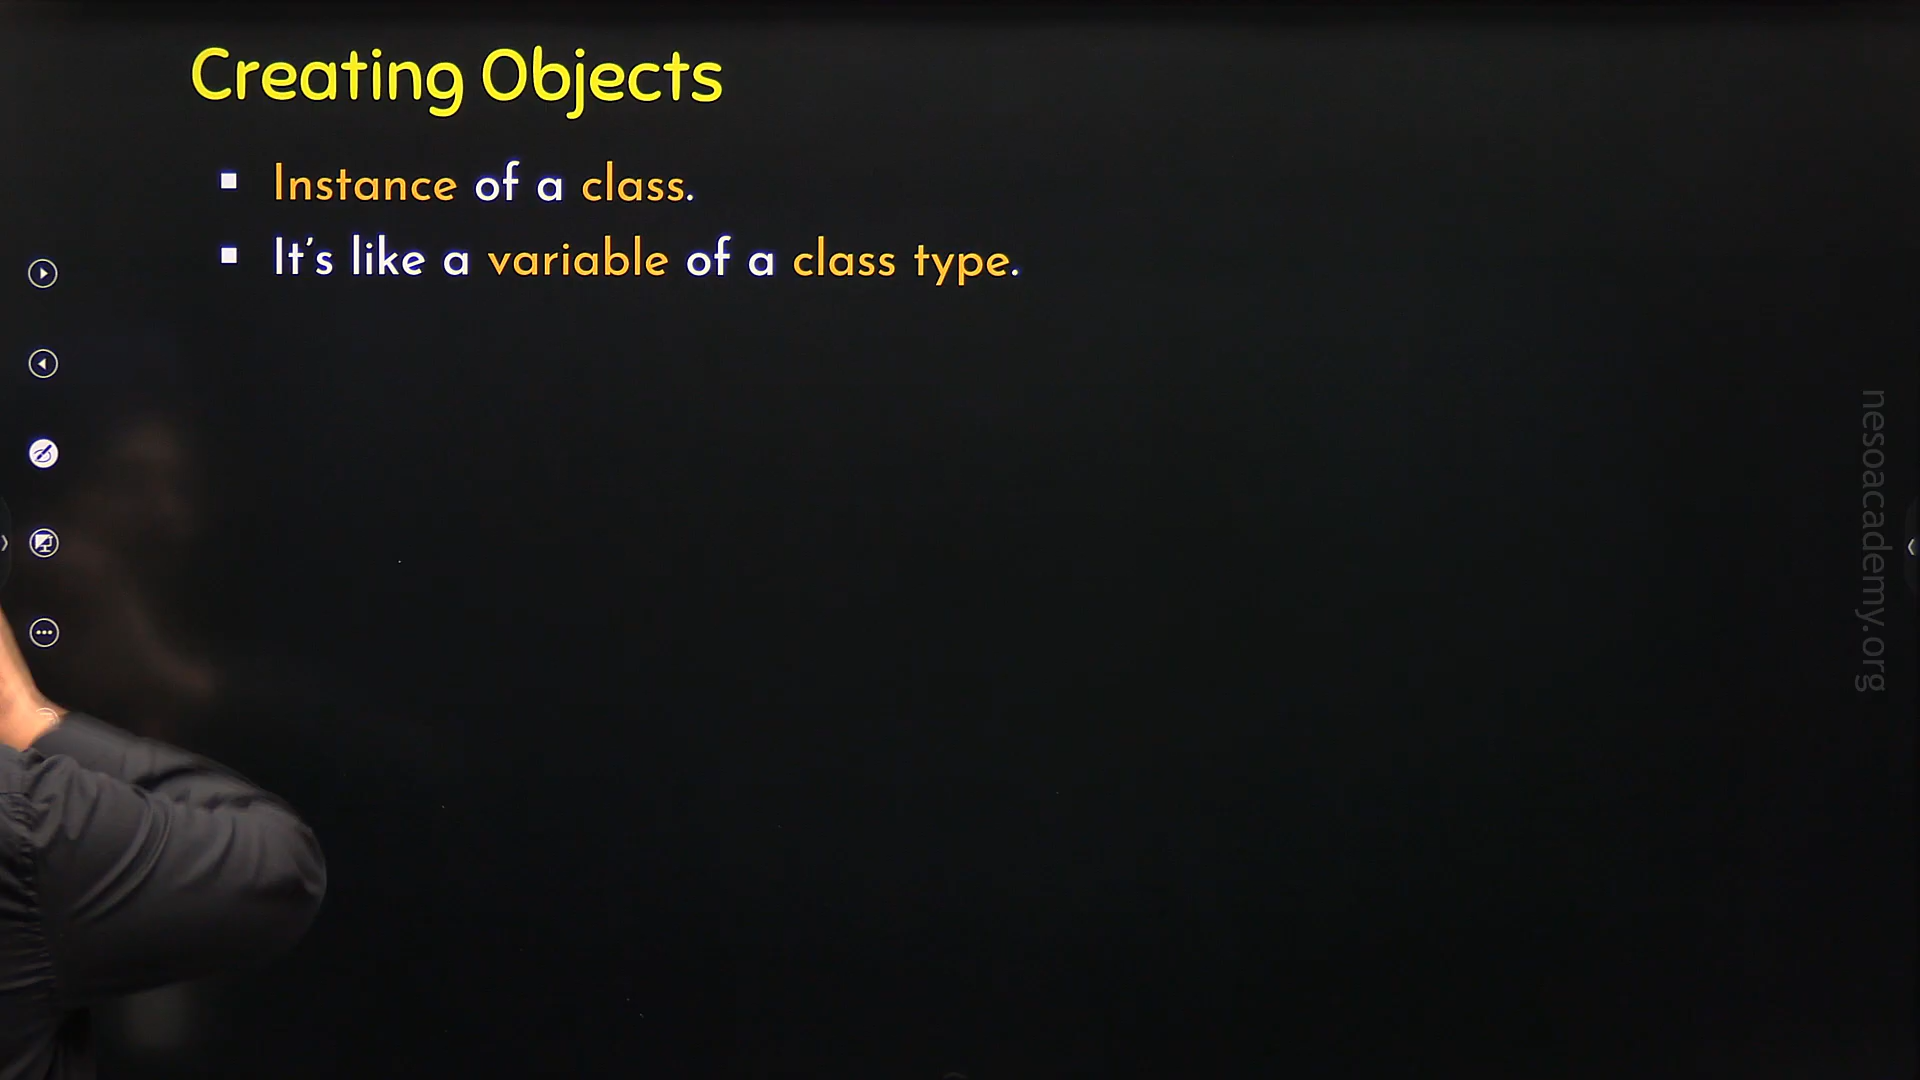 Creating Objects
Instance of a class.
It's like a variable of a class type.
nesoacademy.org